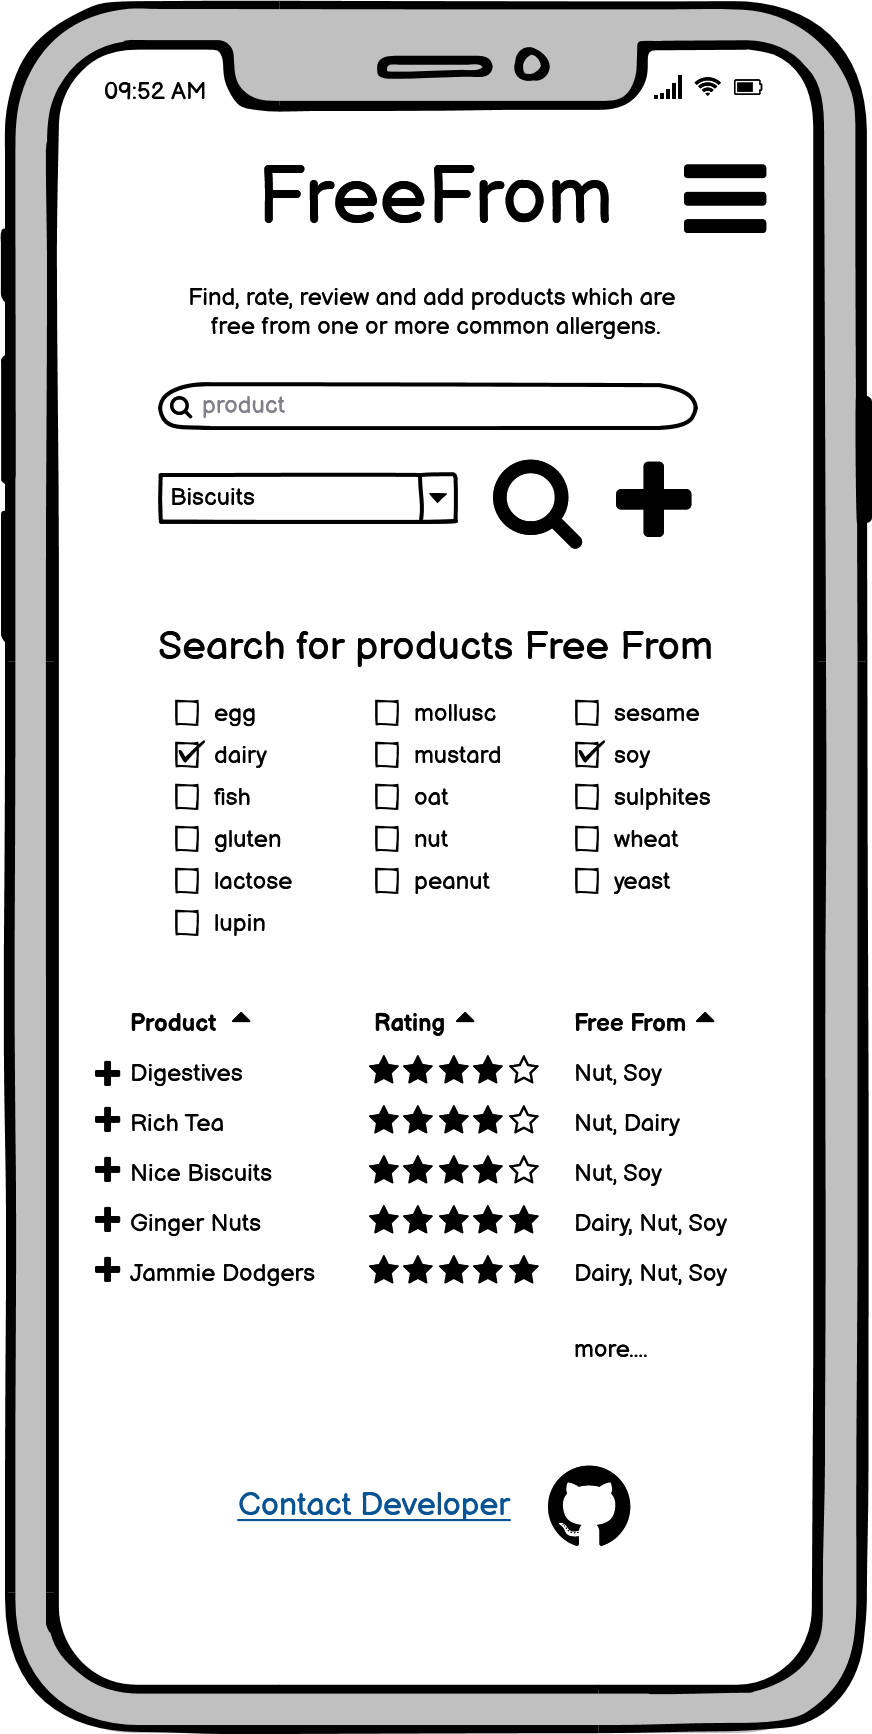 09:52 AM
FreeFrom
Find, rate, review and add products which are
free from one or more common allergens.
product
Biscuits
Search for products Free From
egg mollusc sesame
dairy mustard soy
fish oat sulphites
gluten nut wheat
lactose peanut yeast
lupin
Product Rating Free From
Digestives Nut, Soy
Rich Tea Nut, Dairy
Nice Biscuits Nut, Soy
Ginger Nuts Dairy, Nut, Soy
Jammie Dodgers Dairy, Nut, Soy
more....
Contact Developer